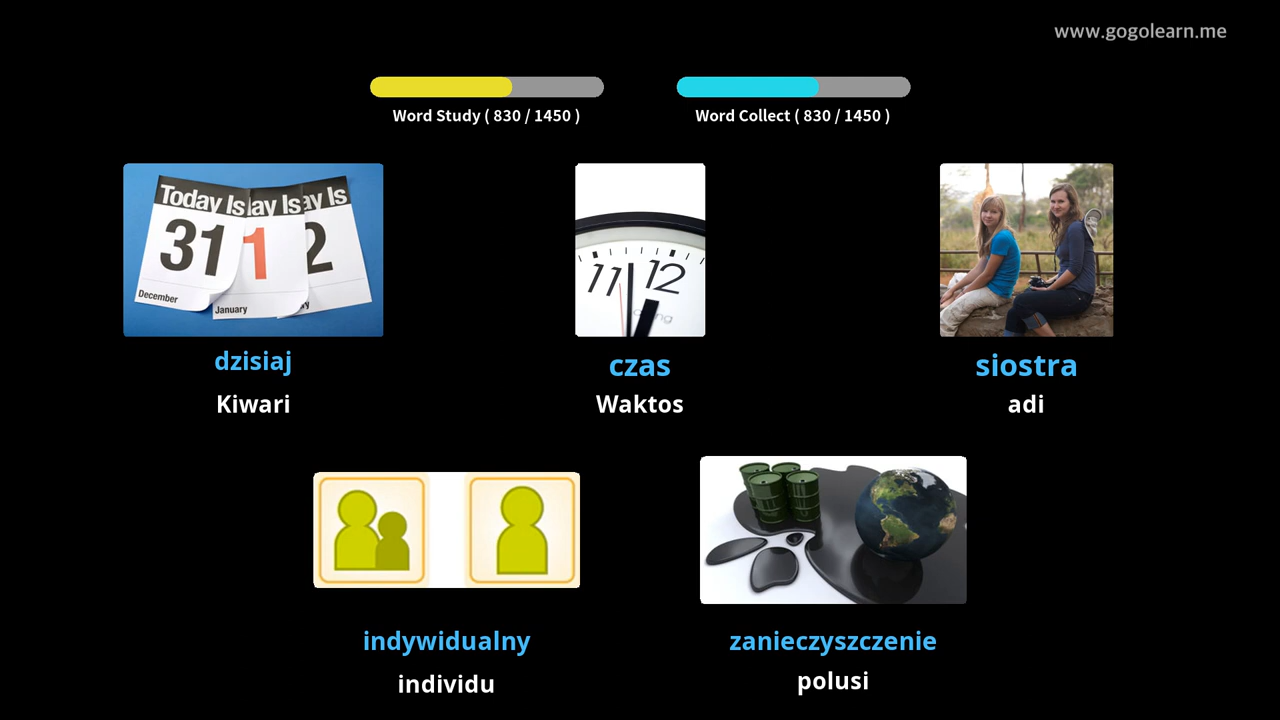 www.gogolearn.me
Word Study ( 830 / 1450 )
Word Collect ( 830 / 1450 )
Today Is
ay Is
ay Is
31
1
2
December
January
11
12
dzisiaj
czas
siostra
Kiwari
Waktos
adi
indywidualny
zanieczyszczenie
individu
polusi